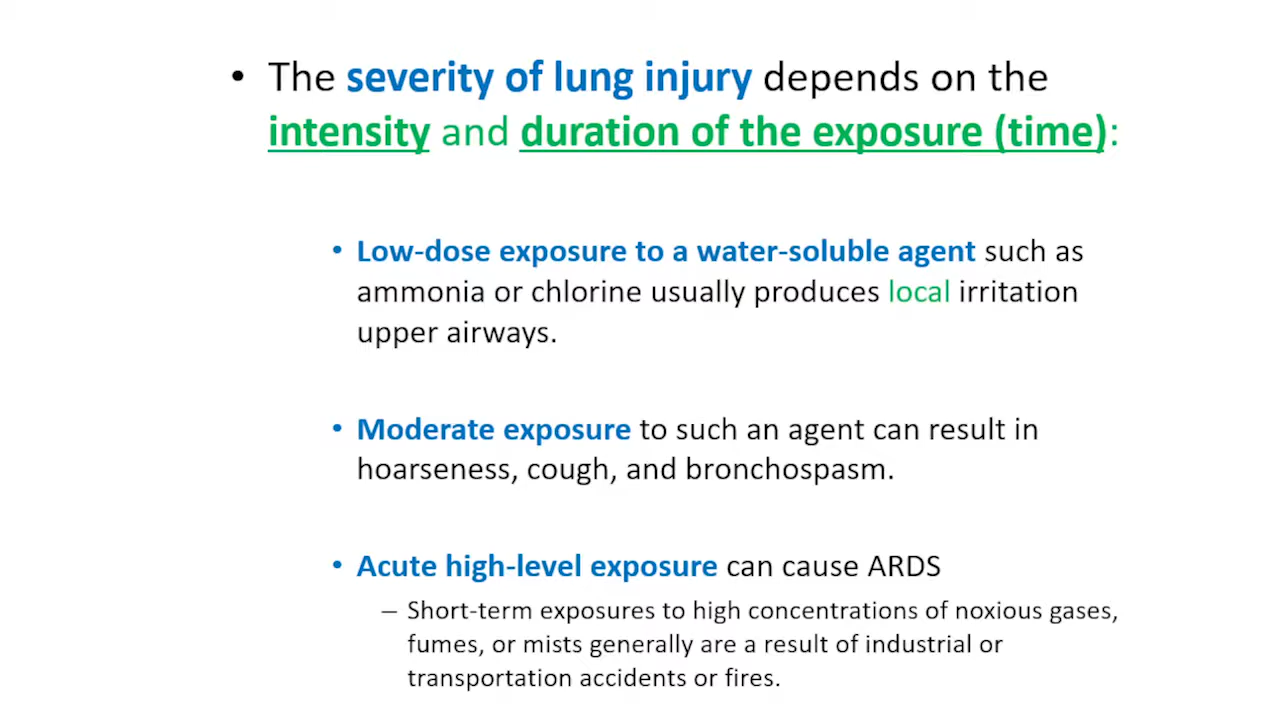 • The severity of lung injury depends on the
intensity and duration of the exposure (time):
• Low-dose exposure to a water-soluble agent such as
ammonia or chlorine usually produces local irritation
upper airways.
• Moderate exposure to such an agent can result in
hoarseness, cough, and bronchospasm.
• Acute high-level exposure can cause ARDS
– Short-term exposures to high concentrations of noxious gases,
fumes, or mists generally are a result of industrial or
transportation accidents or fires.